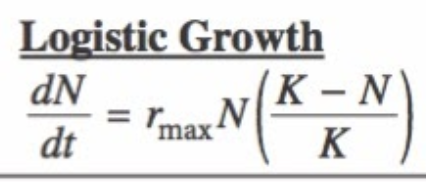 Logistic Growth
dN/dt = r_max N ((K − N)/K)